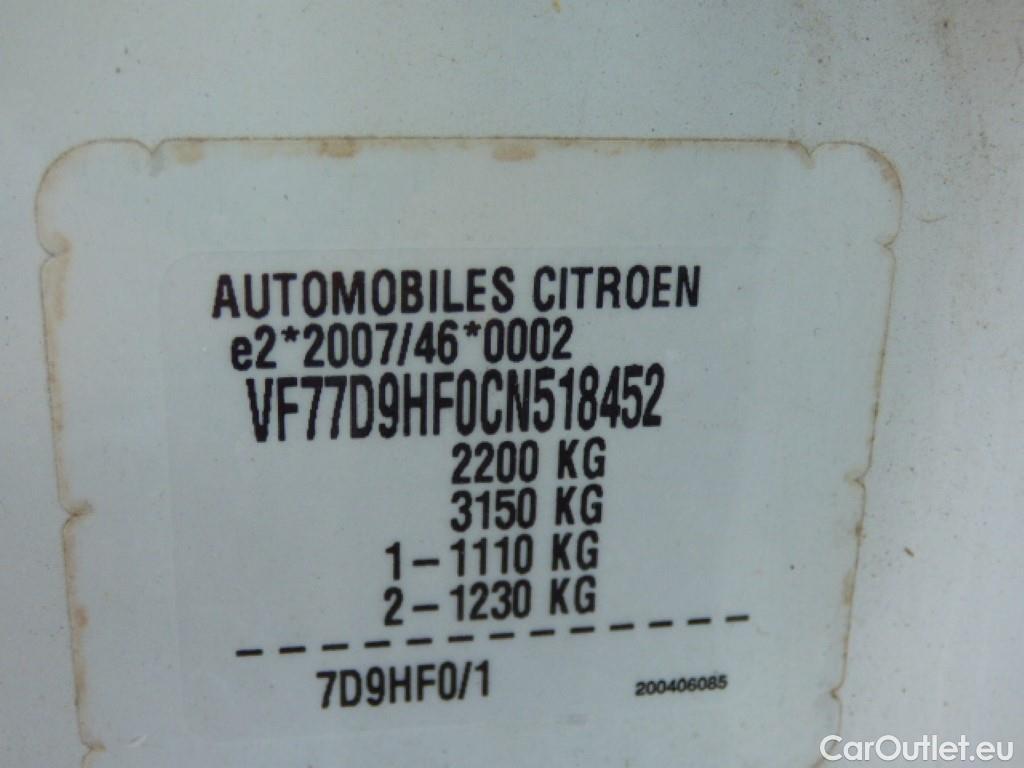 AUTOMOBILES CITROEN
e2*2007/46*0002
VF77D9HF0CN518452
2200 KG
3150 KG
1-1110 KG
2-1230 KG
7D9HF0/1 200406085
CarOutlet.eu